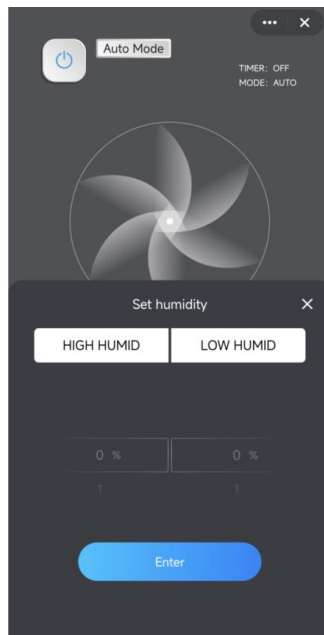 Auto Mode
TIMER: OFF
MODE: AUTO
Set humidity
HIGH HUMID LOW HUMID
0 % 0 %
1 1
Enter